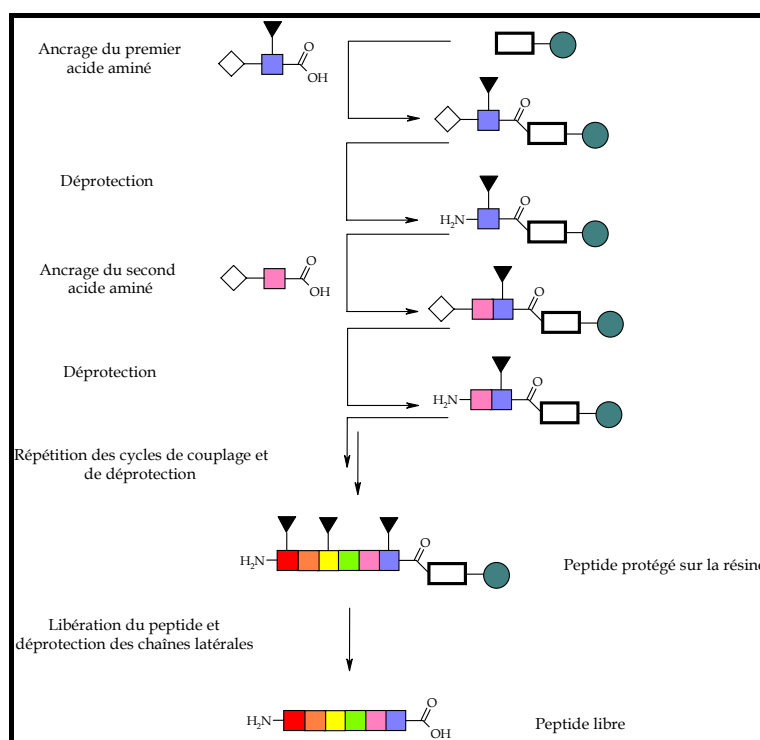 Ancrage du premier
acide aminé
O
OH
O
Déprotection
H₂N
O
Ancrage du second
acide aminé
O
OH
O
Déprotection
H₂N
O
Répétition des cycles de couplage et
de déprotection
H₂N
O
Peptide protégé sur la résine
Libération du peptide et
déprotection des chaînes latérales
H₂N
O
OH
Peptide libre